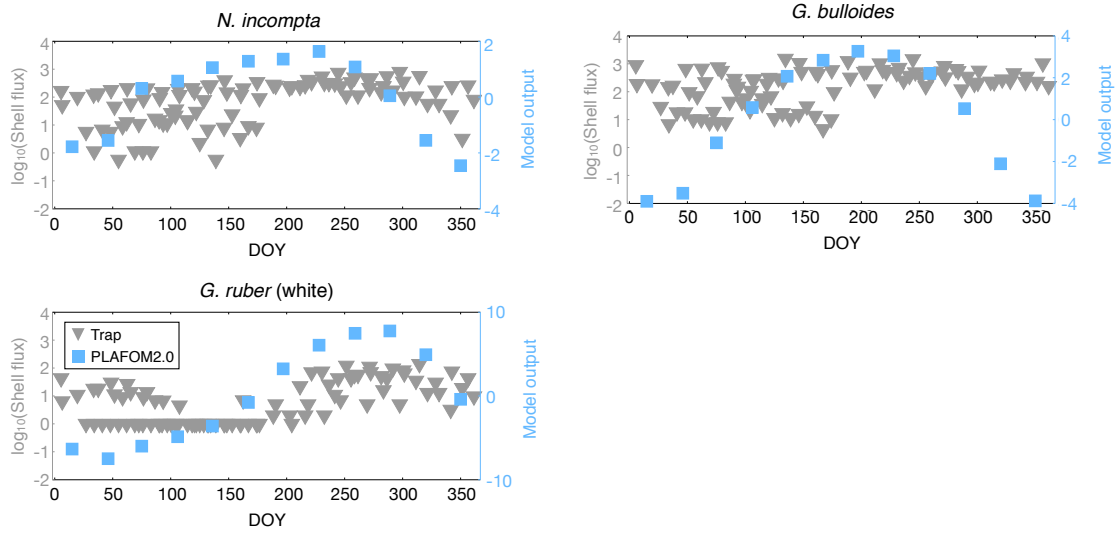 N. incompta
4
3
2
1
0
-1
-2
log10(Shell flux)
2
0
-2
-4
Model output
0 50 100 150 200 250 300 350
DOY
G. bulloides
4
3
2
1
0
-1
-2
log10(Shell flux)
4
2
0
-2
-4
Model output
0 50 100 150 200 250 300 350
DOY
G. ruber (white)
4
3
2
1
0
-1
-2
log10(Shell flux)
Trap
PLAFOM2.0
10
0
-10
Model output
0 50 100 150 200 250 300 350
DOY